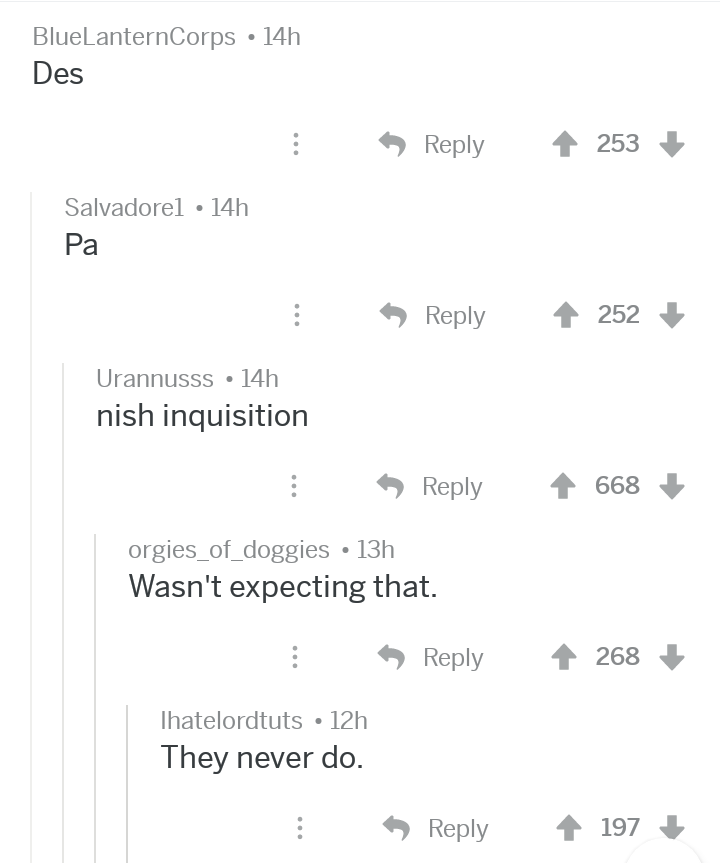 BlueLanternCorps • 14h
Des
Reply 253
Salvadore1 • 14h
Pa
Reply 252
Urannusss • 14h
nish inquisition
Reply 668
orgies_of_doggies • 13h
Wasn't expecting that.
Reply 268
Ihatelordtuts • 12h
They never do.
Reply 197